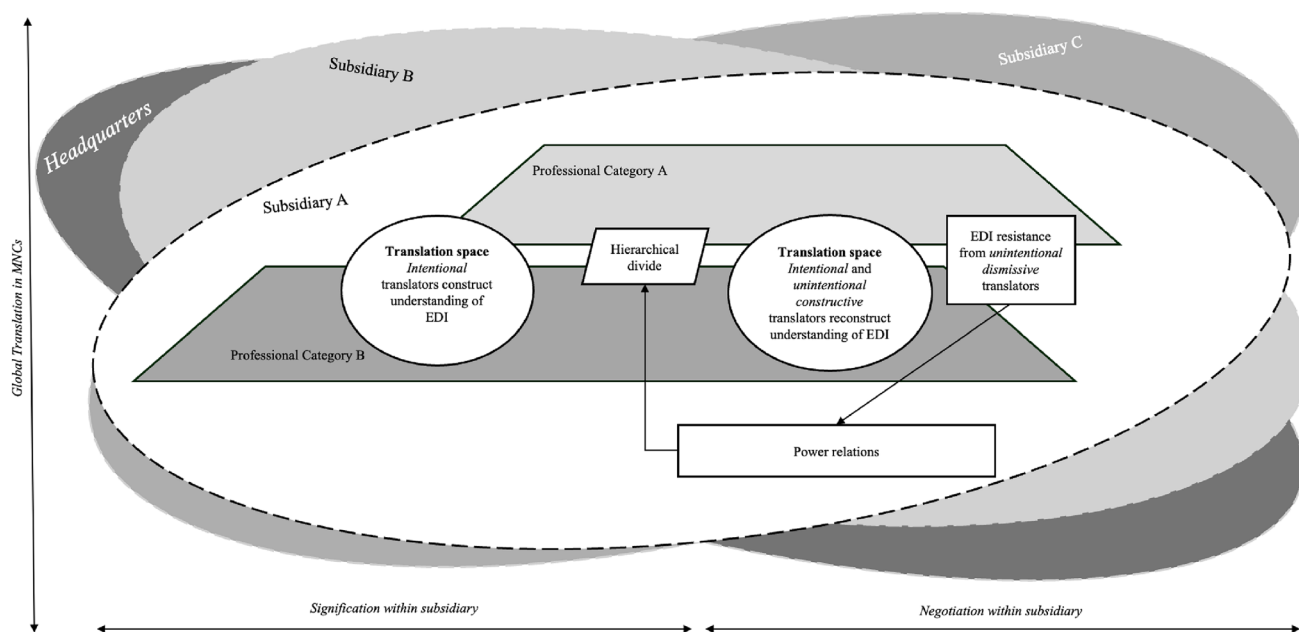 Subsidiary C
Subsidiary B
Headquarters
Professional Category A
Subsidiary A
Translation space
Intentional
translators construct
understanding of
EDI
Hierarchical
divide
Translation space
Intentional and
unintentional
constructive
translators reconstruct
understanding of EDI
EDI resistance
from unintentional
dismissive
translators
Professional Category B
Power relations
Global Translation in MNCs
Signification within subsidiary
Negotiation within subsidiary